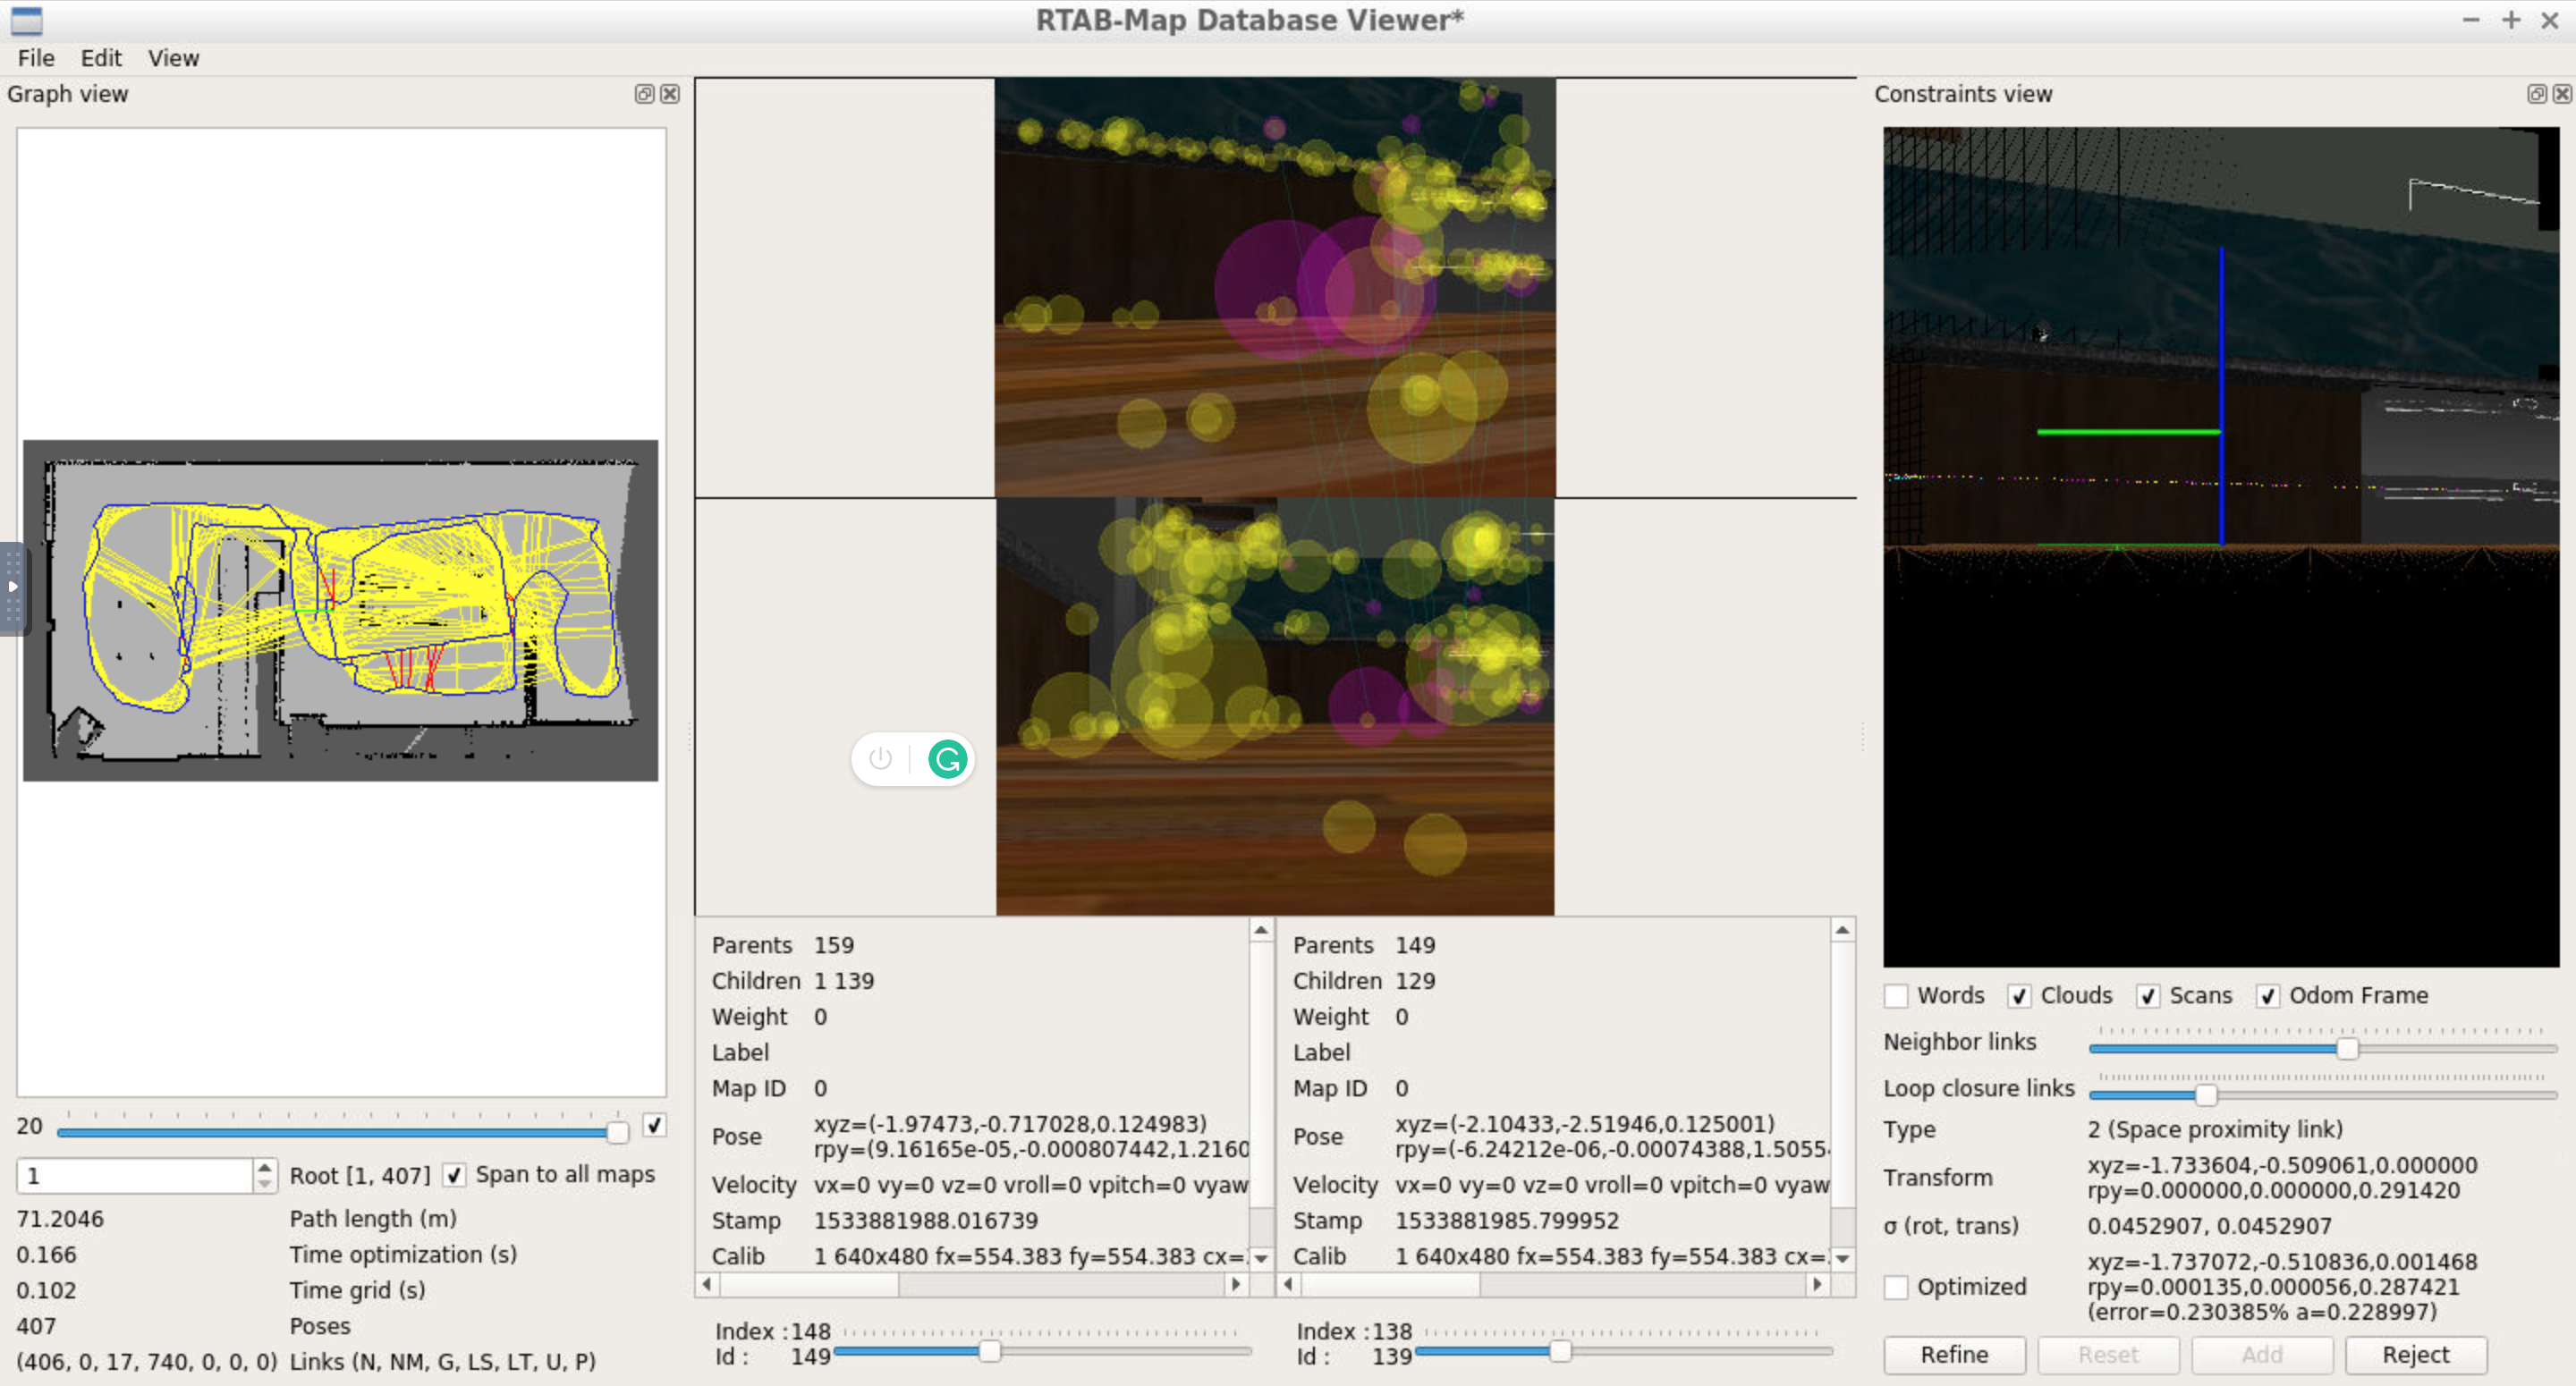 RTAB-Map Database Viewer*
File Edit View
Graph view
20
1 Root [1, 407] Span to all maps
71.2046 Path length (m)
0.166 Time optimization (s)
0.102 Time grid (s)
407 Poses
(406, 0, 17, 740, 0, 0, 0) Links (N, NM, G, LS, LT, U, P)
Parents 159
Children 1 139
Weight 0
Label
Map ID 0
Pose xyz=(-1.97473,-0.717028,0.124983)
rpy=(9.16165e-05,-0.000807442,1.2160
Velocity vx=0 vy=0 vz=0 vroll=0 vpitch=0 vyaw
Stamp 1533881988.016739
Calib 1 640x480 fx=554.383 fy=554.383 cx=
Index :148
Id : 149
Parents 149
Children 129
Weight 0
Label
Map ID 0
Pose xyz=(-2.10433,-2.51946,0.125001)
rpy=(-6.24212e-06,-0.00074388,1.5055
Velocity vx=0 vy=0 vz=0 vroll=0 vpitch=0 vyaw
Stamp 1533881985.799952
Calib 1 640x480 fx=554.383 fy=554.383 cx=
Index :138
Id : 139
Constraints view
Words Clouds Scans Odom Frame
Neighbor links
Loop closure links
Type 2 (Space proximity link)
Transform xyz=-1.733604,-0.509061,0.000000
rpy=0.000000,0.000000,0.291420
σ (rot, trans) 0.0452907, 0.0452907
Optimized xyz=-1.737072,-0.510836,0.001468
rpy=0.000135,0.000056,0.287421
(error=0.230385% a=0.228997)
Refine Reset Add Reject